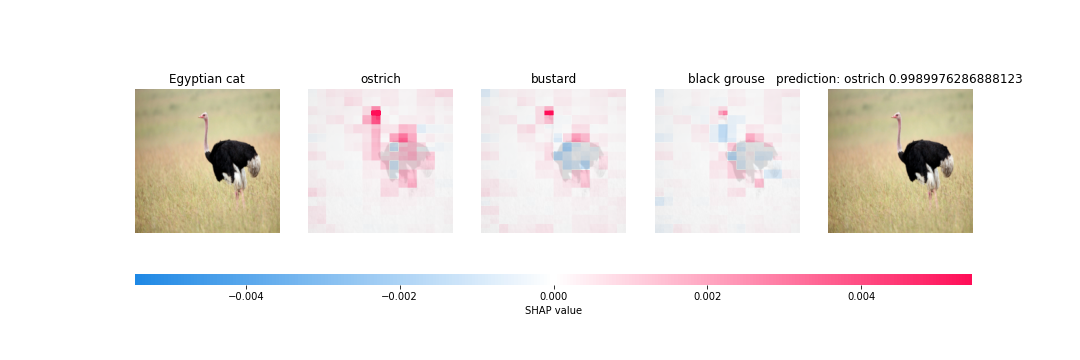 Egyptian cat
ostrich
bustard
black grouse
prediction: ostrich 0.9989976286888123
−0.004
−0.002
0.000
0.002
0.004
SHAP value